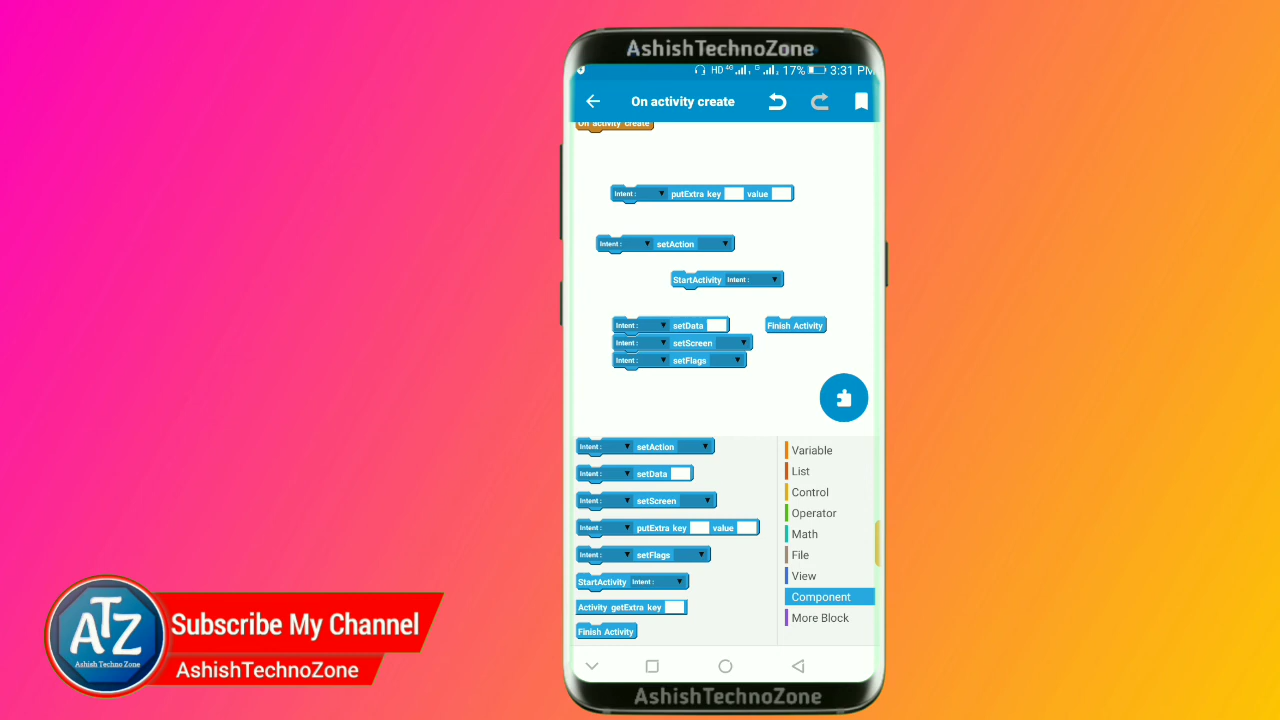 AshishTechnoZone
HD 4G 17% 3:31 PM
On activity create
On activity create
Intent : putExtra key value
Intent : setAction
StartActivity Intent :
Intent : setData
Finish Activity
Intent : setScreen
Intent : setFlags
Intent : setAction
Intent : setData
Intent : setScreen
Intent : putExtra key value
Intent : setFlags
StartActivity Intent :
Activity getExtra key
Finish Activity
Variable
List
Control
Operator
Math
File
View
Component
More Block
AshishTechnoZone
ATZ
Ashish Techno Zone
Subscribe My Channel
AshishTechnoZone